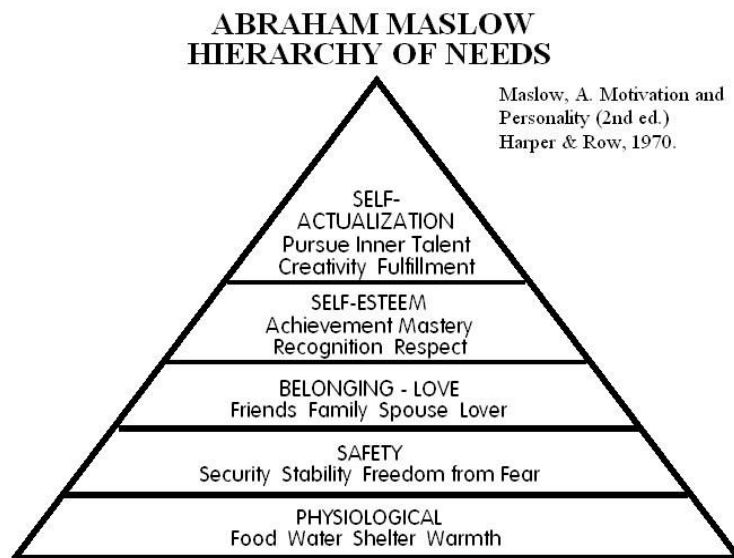 ABRAHAM MASLOW
HIERARCHY OF NEEDS
Maslow, A. Motivation and
Personality (2nd ed.)
Harper & Row, 1970.
SELF-
ACTUALIZATION
Pursue Inner Talent
Creativity Fulfillment
SELF-ESTEEM
Achievement Mastery
Recognition Respect
BELONGING - LOVE
Friends Family Spouse Lover
SAFETY
Security Stability Freedom from Fear
PHYSIOLOGICAL
Food Water Shelter Warmth